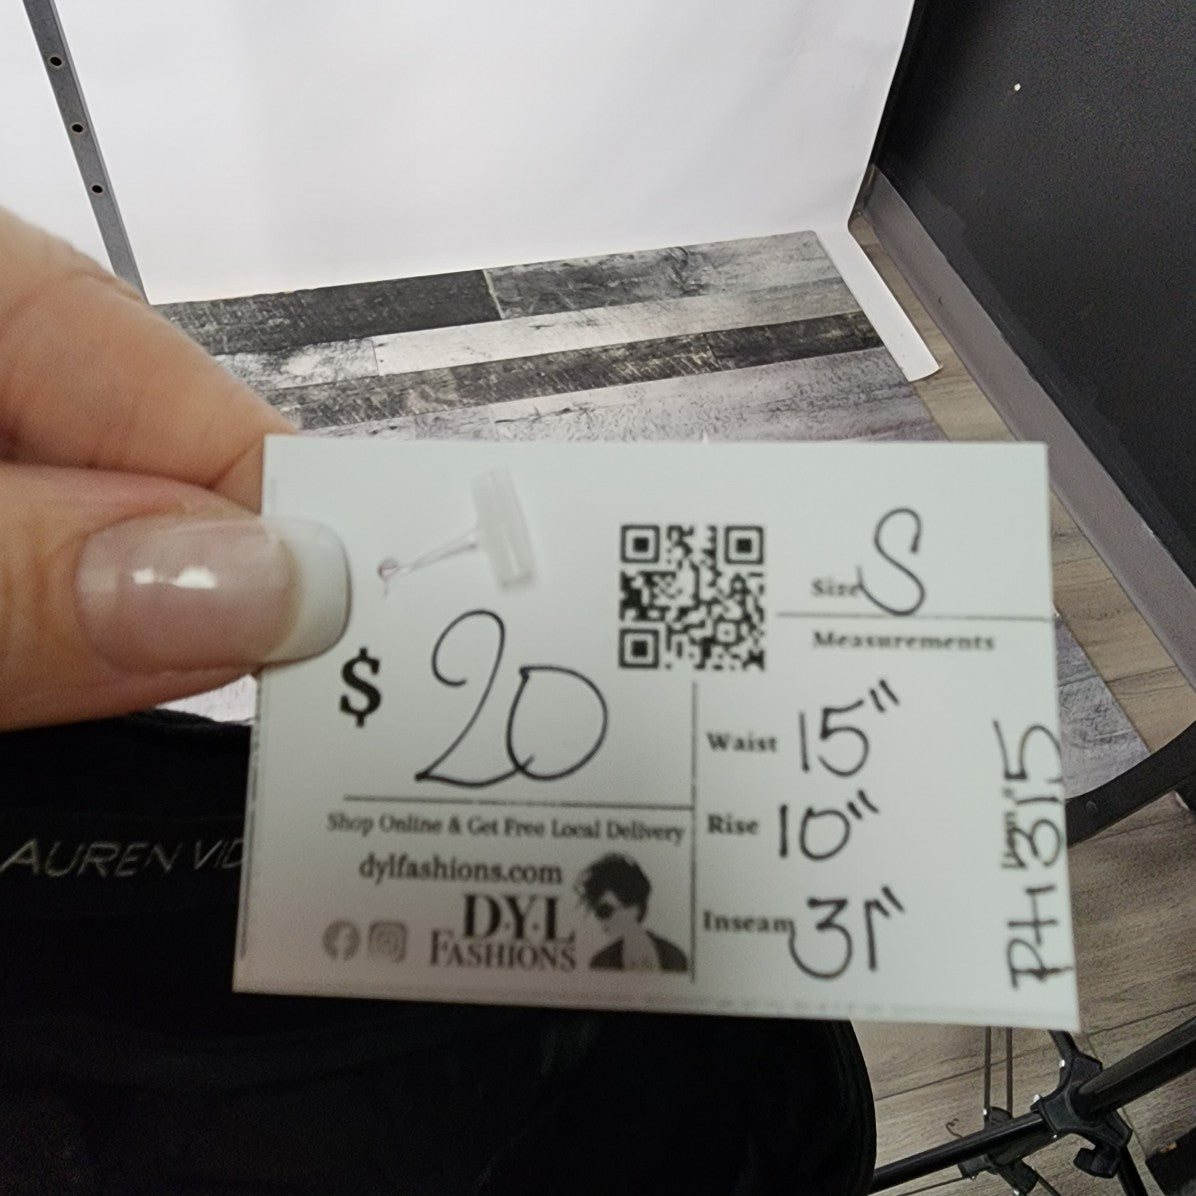 Size S
Measurements
$ 20
Waist 15"
Rise 10"
Inseam 31"
Shop Online & Get Free Local Delivery
dylfashions.com
D·Y·L
FASHIONS
PH315
AUREN VID